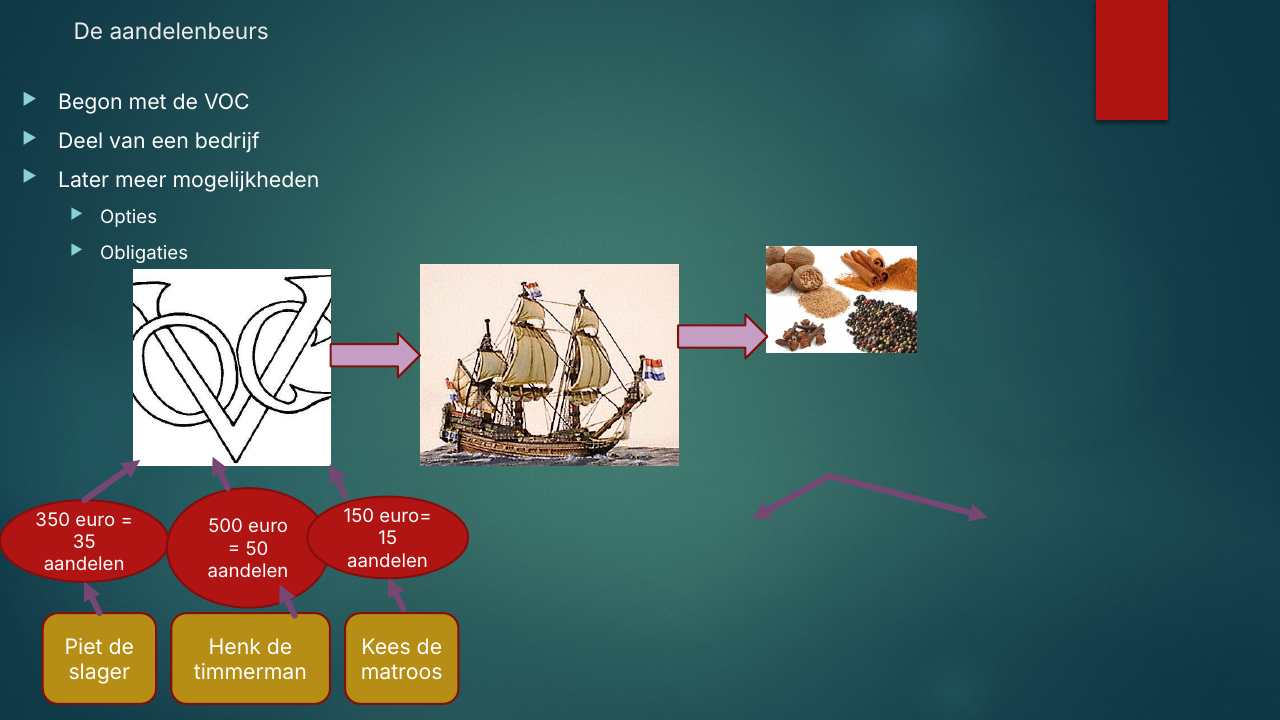 De aandelenbeurs
Begon met de VOC
Deel van een bedrijf
Later meer mogelijkheden
Opties
Obligaties
VOC
350 euro =
35
aandelen
500 euro
= 50
aandelen
150 euro=
15
aandelen
Piet de
slager
Henk de
timmerman
Kees de
matroos